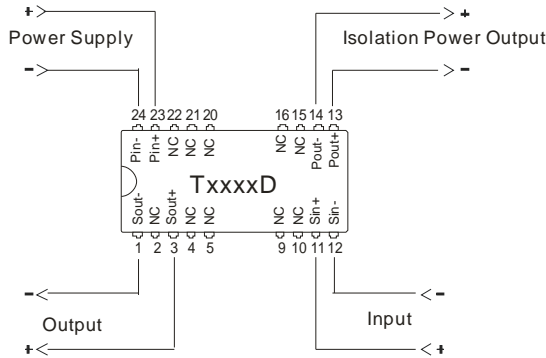 + + 
Power Supply Isolation Power Output
- -
24 23 22 21 20 16 15 14 13
Pin- Pin+ NC NC NC NC NC Pout- Pout+
TxxxxD
Sout- NC Sout+ NC NC NC NC Sin+ Sin-
1 2 3 4 5 9 10 11 12
- -
Output Input
+ +